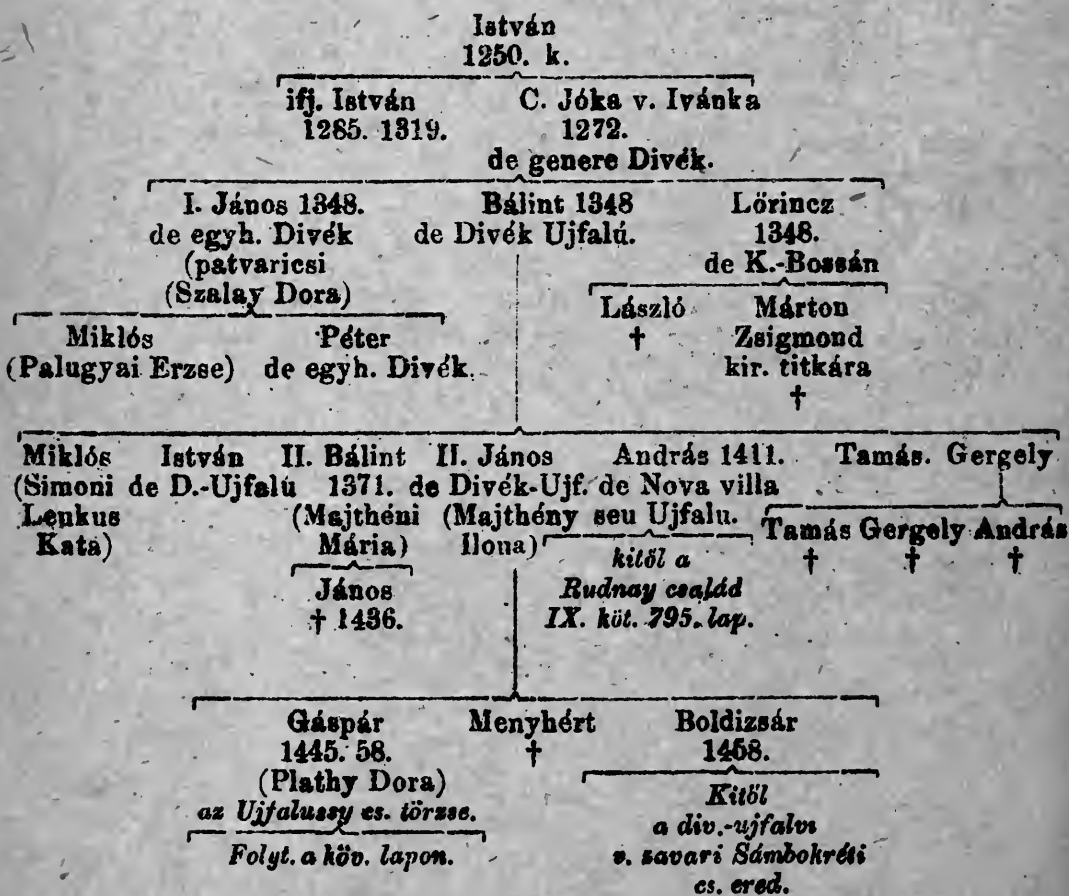 István
1250. k.
ifj. István C. Jóka v. Ivánka
1285. 1319. 1272.
de genere Divék.
I. János 1348. Bálint 1348 Lőrincz
de egyh. Divék de Divék Ujfalú. 1348.
(patvaricsi de K.-Bossán
(Szalay Dora) László Márton
Miklós Péter † Zsigmond
(Palugyai Erzse) de egyh. Divék. kir. titkára
†
Miklós István II. Bálint II. János András 1411. Tamás. Gergely
(Simoni de D.-Ujfalú 1371. de Divék-Ujf. de Nova villa
Lenkus (Majthéni (Majthény seu Ujfalu. Tamás Gergely András
Kata) Mária) Ilona) kitől a † † †
János Rudnay család
† 1436. IX. köt. 795. lap.
Gáspár Menyhért Boldizsár
1445. 58. † 1458.
(Plathy Dora) Kitől
az Ujfalussy cs. törzse. a div.-ujfalvi
Folyt. a köv. lapon. v. zavari Sámbokréti
cs. ered.